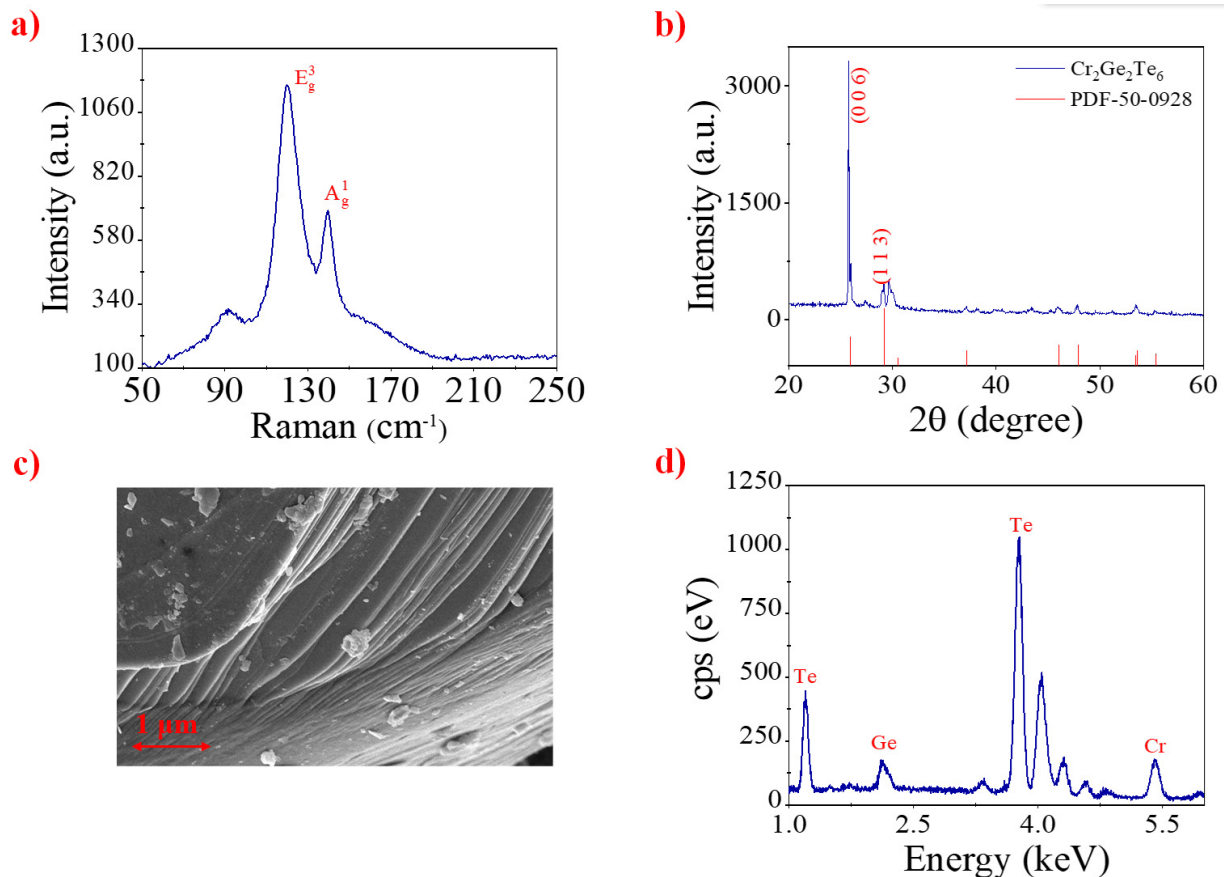 a)
1300
1060
820
580
340
100
Intensity (a.u.)
E³g
A¹g
50 90 130 170 210 250
Raman (cm⁻¹)
b)
3000
1500
0
Intensity (a.u.)
(0 0 6)
(1 1 3)
Cr₂Ge₂Te₆
PDF-50-0928
20 30 40 50 60
2θ (degree)
c)
1 μm
d)
1250
1000
750
500
250
0
cps (eV)
Te
Ge
Te
Cr
1.0 2.5 4.0 5.5
Energy (keV)